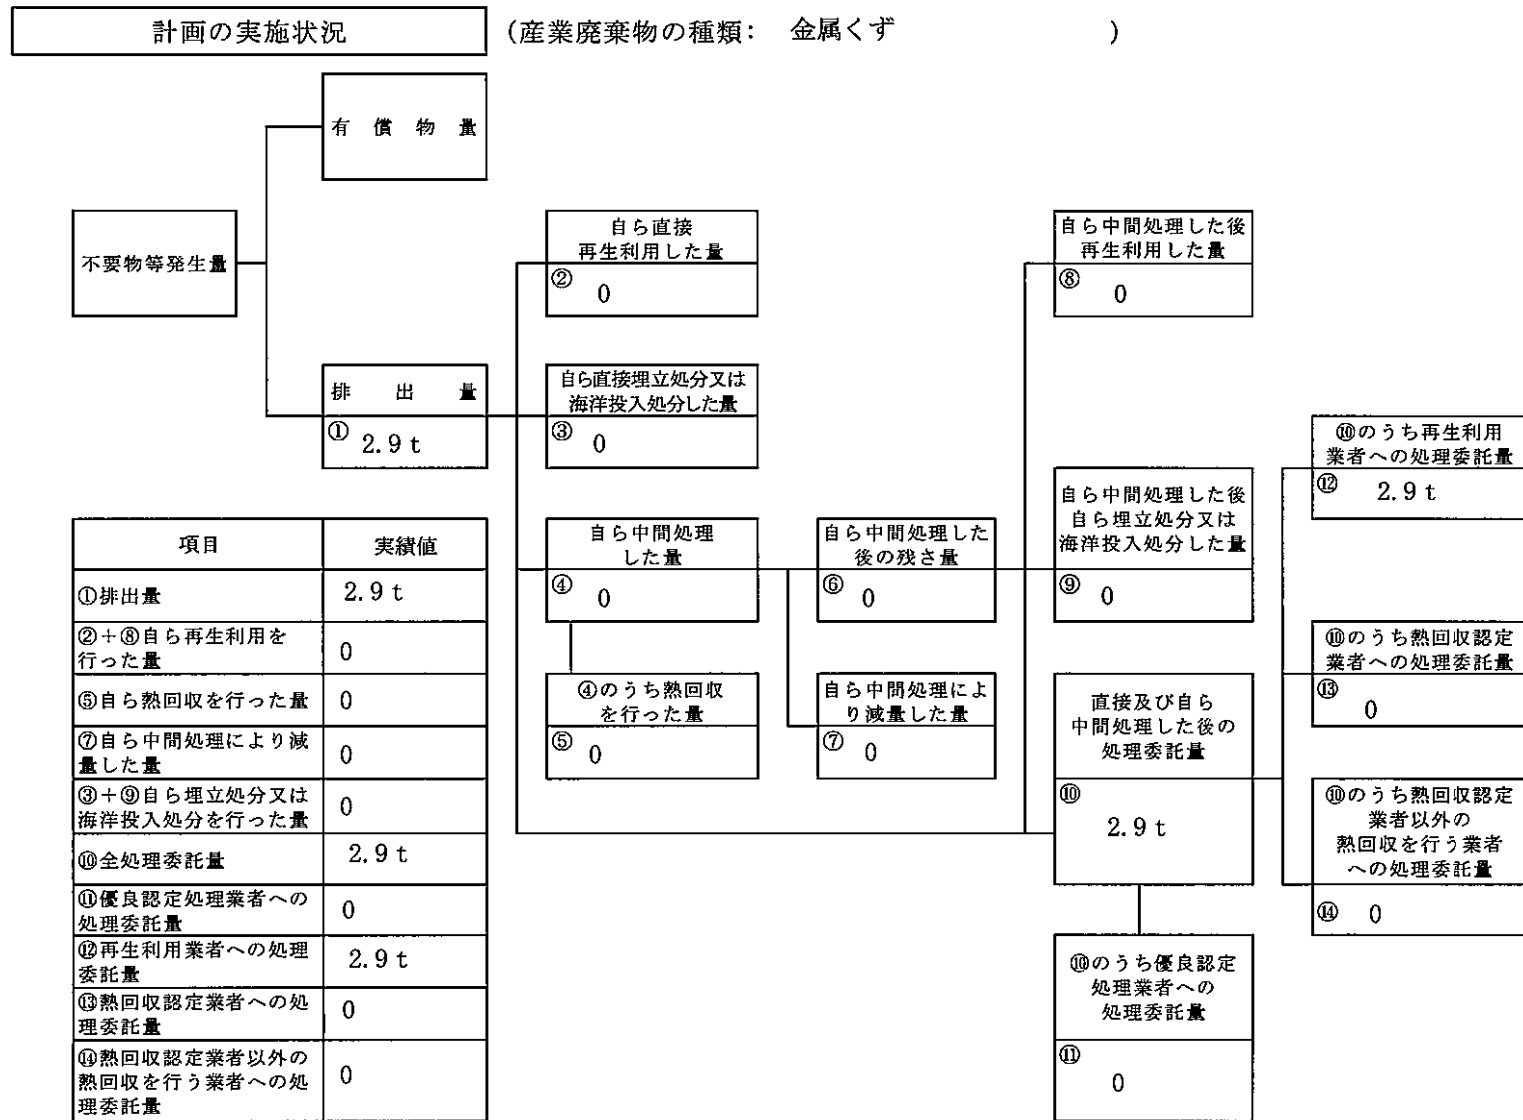 計画の実施状況
(産業廃棄物の種類: 金属くず )
有償物量
不要物等発生量
排出量
① 2.9 t
自ら直接
再生利用した量
② 0
自ら直接埋立処分又は
海洋投入処分した量
③ 0
自ら中間処理
した量
④ 0
④のうち熱回収
を行った量
⑤ 0
自ら中間処理した
後の残さ量
⑥ 0
自ら中間処理によ
り減量した量
⑦ 0
自ら中間処理した後
再生利用した量
⑧ 0
自ら中間処理した後
自ら埋立処分又は
海洋投入処分した量
⑨ 0
直接及び自ら
中間処理した後の
処理委託量
⑩
2.9 t
⑩のうち優良認定
処理業者への
処理委託量
⑪
0
⑩のうち再生利用
業者への処理委託量
⑫ 2.9 t
⑩のうち熱回収認定
業者への処理委託量
⑬
0
⑩のうち熱回収認定
業者以外の
熱回収を行う業者
への処理委託量
⑭ 0
項目 実績値
①排出量 2.9 t
②+⑧自ら再生利用を
行った量 0
⑤自ら熱回収を行った量 0
⑦自ら中間処理により減
量した量 0
③+⑨自ら埋立処分又は
海洋投入処分を行った量 0
⑩全処理委託量 2.9 t
⑪優良認定処理業者への
処理委託量 0
⑫再生利用業者への処理
委託量 2.9 t
⑬熱回収認定業者への処
理委託量 0
⑭熱回収認定業者以外の
熱回収を行う業者への処
理委託量 0